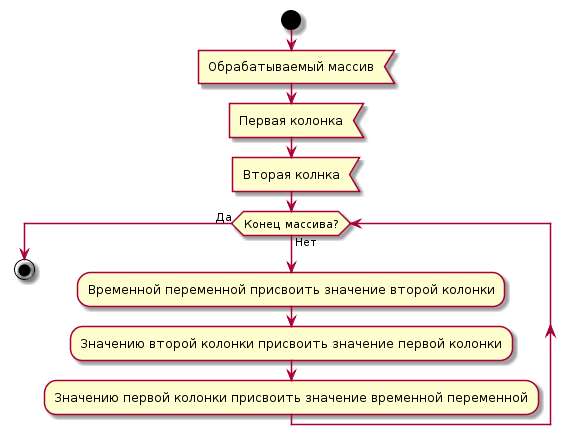 Обрабатываемый массив
Первая колонка
Вторая колнка
Да
Конец массива?
Нет
Временной переменной присвоить значение второй колонки
Значению второй колонки присвоить значение первой колонки
Значению первой колонки присвоить значение временной переменной